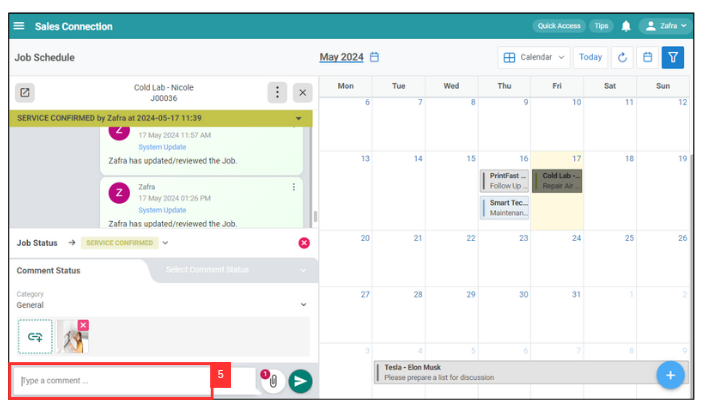 Sales Connection
Quick Access
Tips
Zafra
Job Schedule
May 2024
Calendar
Today
Cold Lab - Nicole
J00036
SERVICE CONFIRMED by Zafra at 2024-05-17 11:39
Z
17 May 2024 11:57 AM
System Update
Zafra has updated/reviewed the Job.
Z
Zafra
17 May 2024 01:26 PM
System Update
Zafra has updated/reviewed the Job.
Job Status → SERVICE CONFIRMED
Comment Status
Select Comment Status
Category
General
Type a comment ...
5
1
Mon Tue Wed Thu Fri Sat Sun
6 7 8 9 10 11 12
13 14 15 16 17 18 19
PrintFast ...
Follow Up ...
Cold Lab -...
Repair Air ...
Smart Tec...
Maintenan...
20 21 22 23 24 25 26
27 28 29 30 31 1 2
3 4 5 6 7 8 9
Tesla - Elon Musk
Please prepare a list for discussion